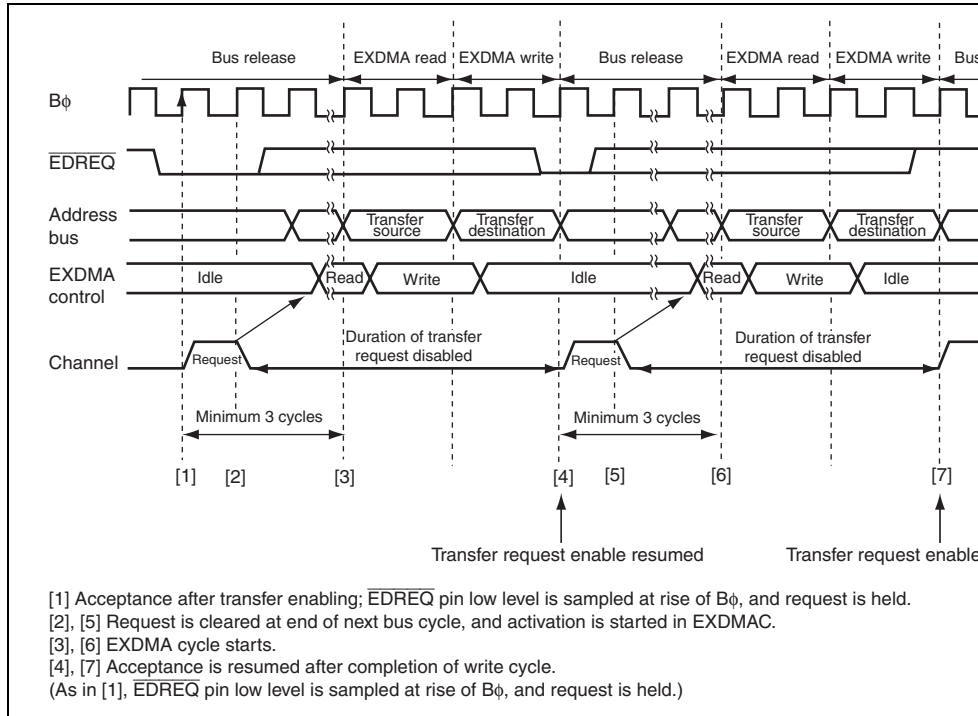 Bus release EXDMA read EXDMA write Bus release EXDMA read EXDMA write Bus
Bϕ
EDREQ
Address bus
Transfer source
Transfer destination
Transfer source
Transfer destination
EXDMA control
Idle Read Write Idle Read Write Idle
Channel
Request
Duration of transfer request disabled
Request
Duration of transfer request disabled
Minimum 3 cycles Minimum 3 cycles
[1] [2] [3] [4] [5] [6] [7]
Transfer request enable resumed Transfer request enable
[1] Acceptance after transfer enabling; EDREQ pin low level is sampled at rise of Bϕ, and request is held.
[2], [5] Request is cleared at end of next bus cycle, and activation is started in EXDMAC.
[3], [6] EXDMA cycle starts.
[4], [7] Acceptance is resumed after completion of write cycle.
(As in [1], EDREQ pin low level is sampled at rise of Bϕ, and request is held.)